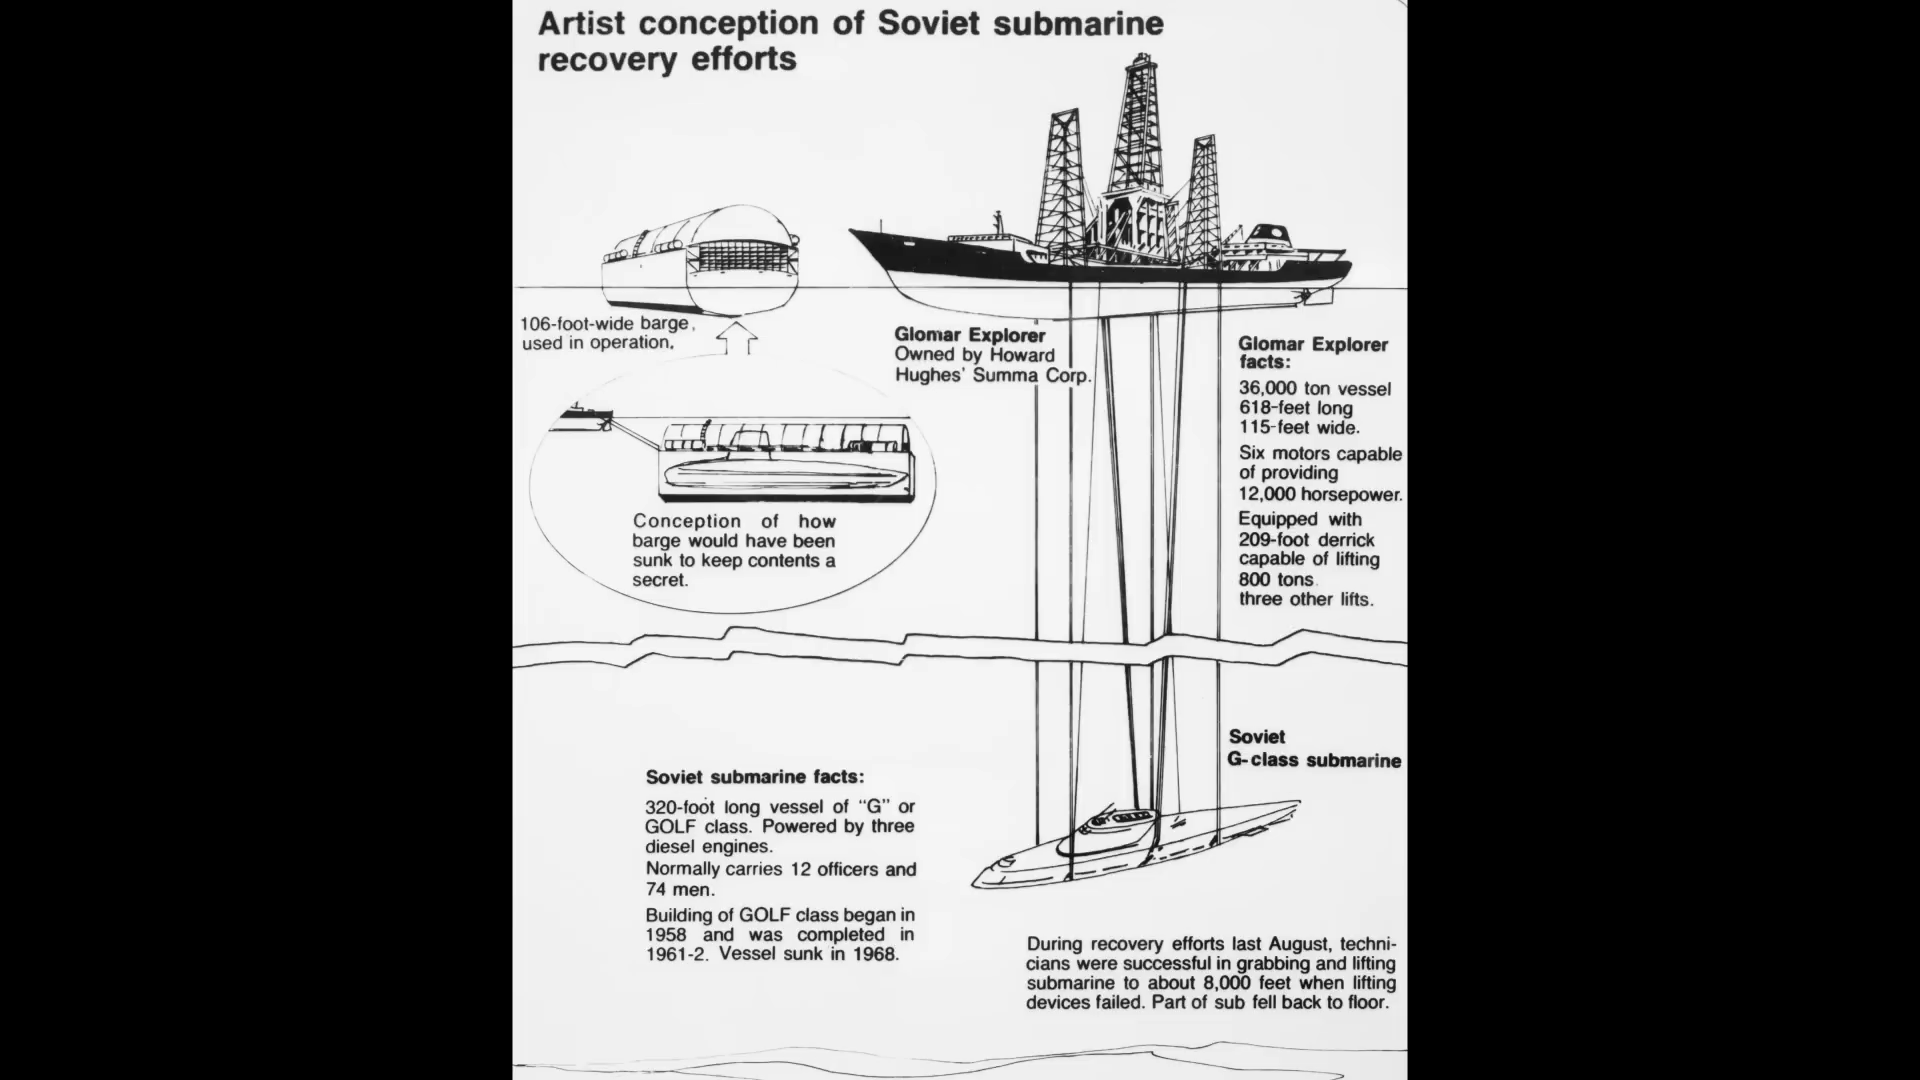 Artist conception of Soviet submarine
recovery efforts
106-foot-wide barge,
used in operation,
Glomar Explorer
Owned by Howard
Hughes' Summa Corp.
Glomar Explorer
facts:
36,000 ton vessel
618-feet long
115-feet wide.
Six motors capable
of providing
12,000 horsepower.
Equipped with
209-foot derrick
capable of lifting
800 tons.
three other lifts.
Conception of how
barge would have been
sunk to keep contents a
secret.
Soviet
G-class submarine
Soviet submarine facts:
320-foot long vessel of "G" or
GOLF class. Powered by three
diesel engines.
Normally carries 12 officers and
74 men.
Building of GOLF class began in
1958 and was completed in
1961-2. Vessel sunk in 1968.
During recovery efforts last August, techni-
cians were successful in grabbing and lifting
submarine to about 8,000 feet when lifting
devices failed. Part of sub fell back to floor.